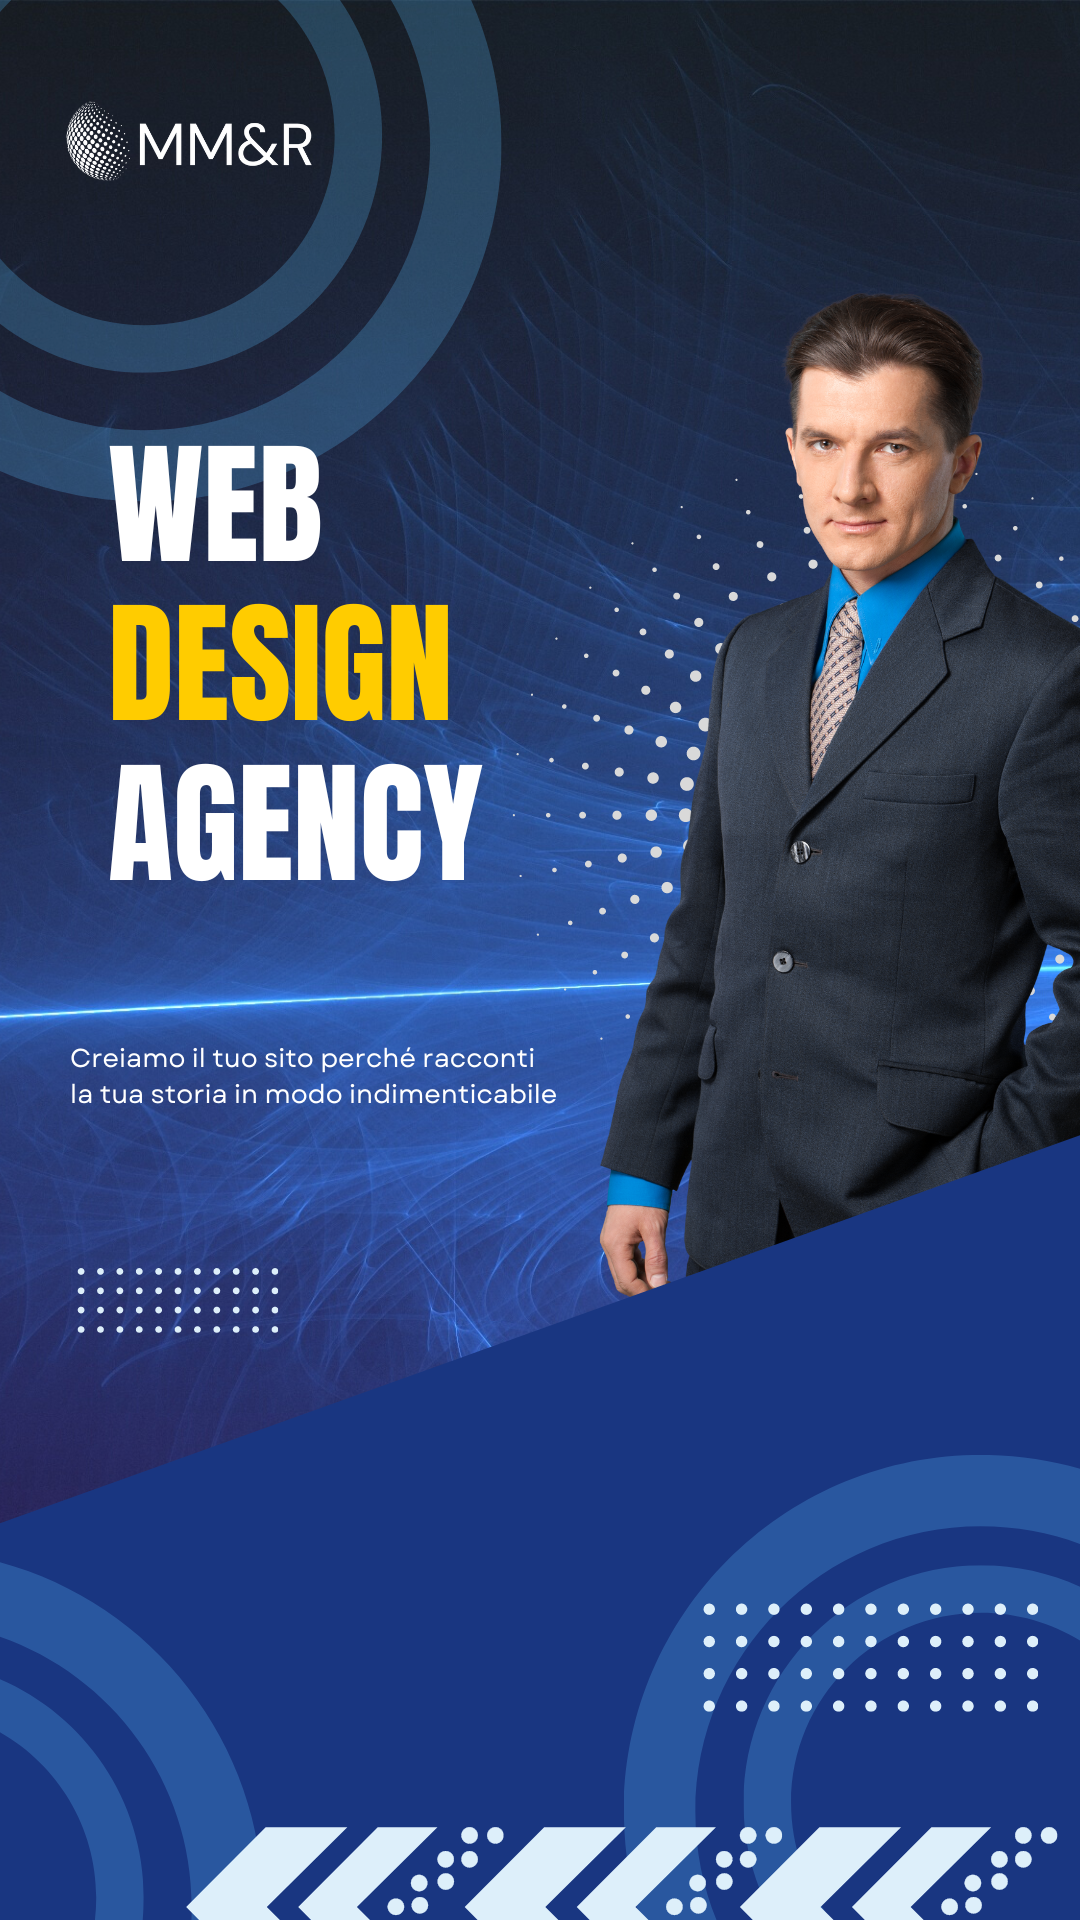 MM&R
WEB
DESIGN
AGENCY
Creiamo il tuo sito perché racconti
la tua storia in modo indimenticabile